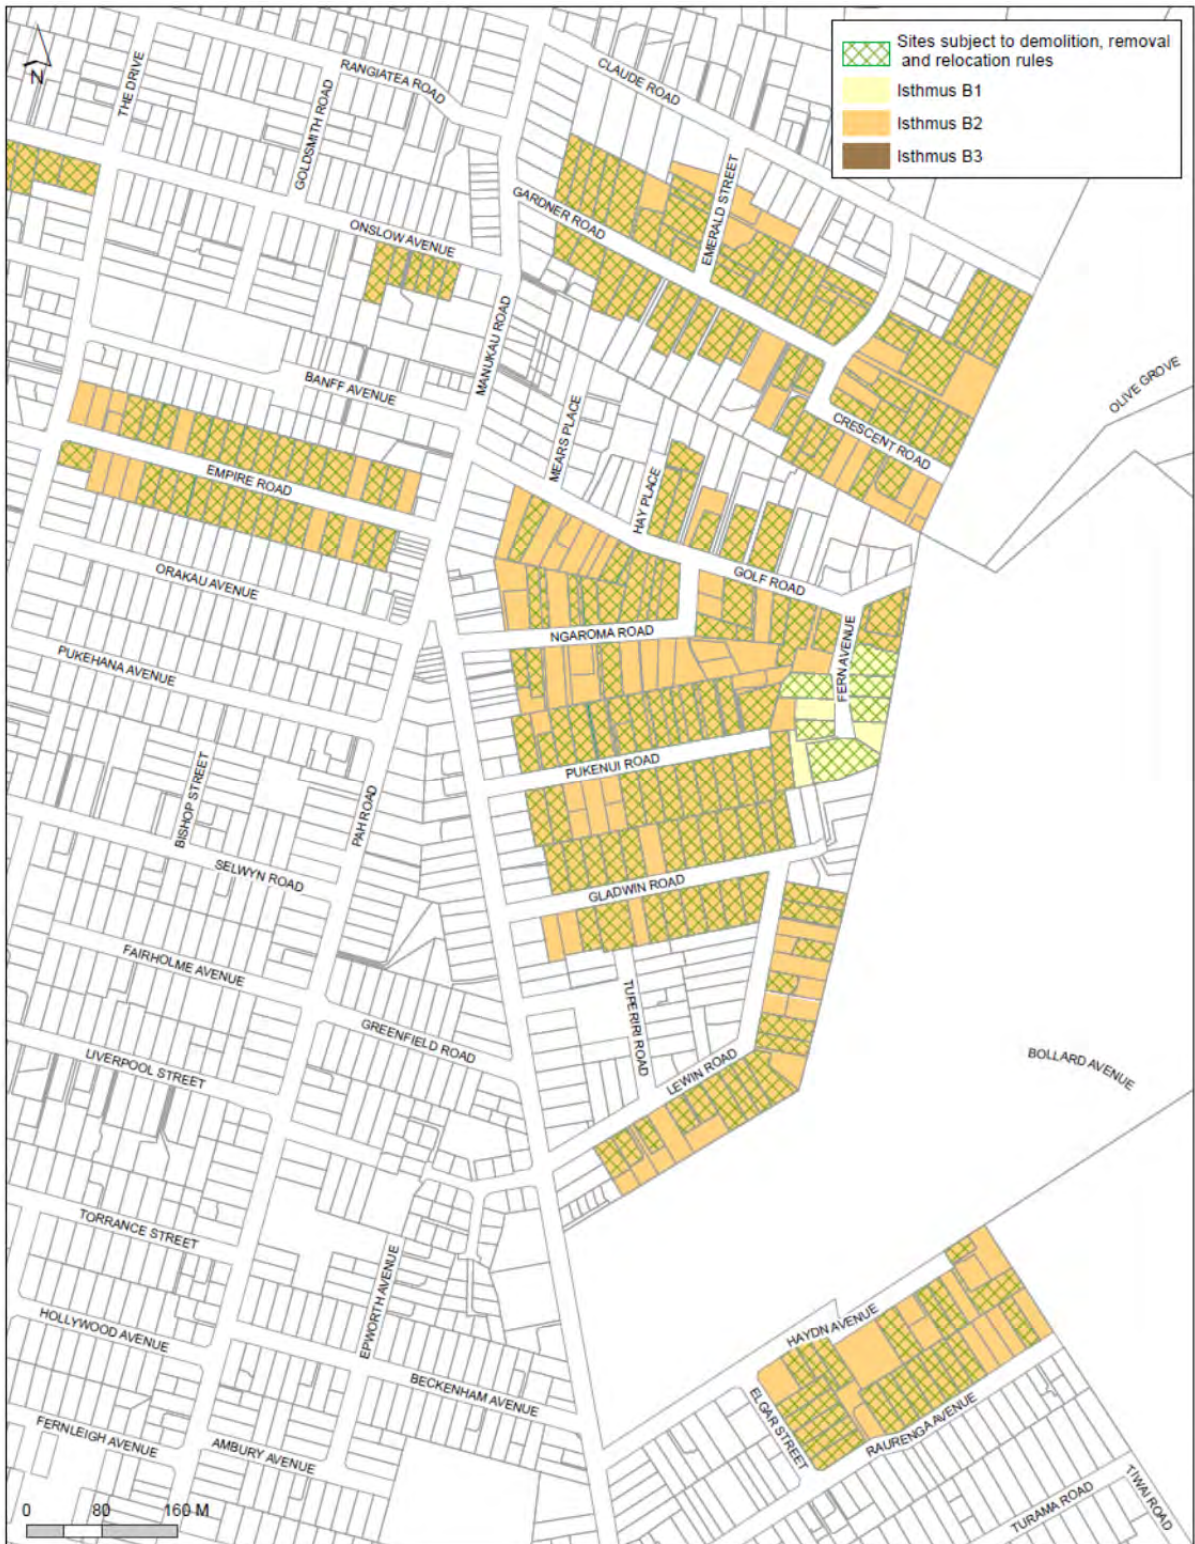 Sites subject to demolition, removal
and relocation rules
Isthmus B1
Isthmus B2
Isthmus B3
N
THE DRIVE
RANGIATEA ROAD
GOLDSMITH ROAD
CLAUDE ROAD
GARDNER ROAD
EMERALD STREET
ONSLOW AVENUE
MANUKAU ROAD
BANFF AVENUE
MEARS PLACE
HAY PLACE
CRESCENT ROAD
OLIVE GROVE
EMPIRE ROAD
ORAKAU AVENUE
GOLF ROAD
NGAROMA ROAD
FERN AVENUE
PUKEHANA AVENUE
PUKENUI ROAD
BISHOP STREET
PAH ROAD
SELWYN ROAD
GLADWIN ROAD
FAIRHOLME AVENUE
TUPERIRI ROAD
GREENFIELD ROAD
LIVERPOOL STREET
LEWIN ROAD
BOLLARD AVENUE
TORRANCE STREET
EPWORTH AVENUE
HOLLYWOOD AVENUE
HAYDN AVENUE
BECKENHAM AVENUE
ELGAR STREET
RAURENGA AVENUE
FERNLEIGH AVENUE
AMBURY AVENUE
TURAMA ROAD
TIWAI ROAD
0 80 160 M